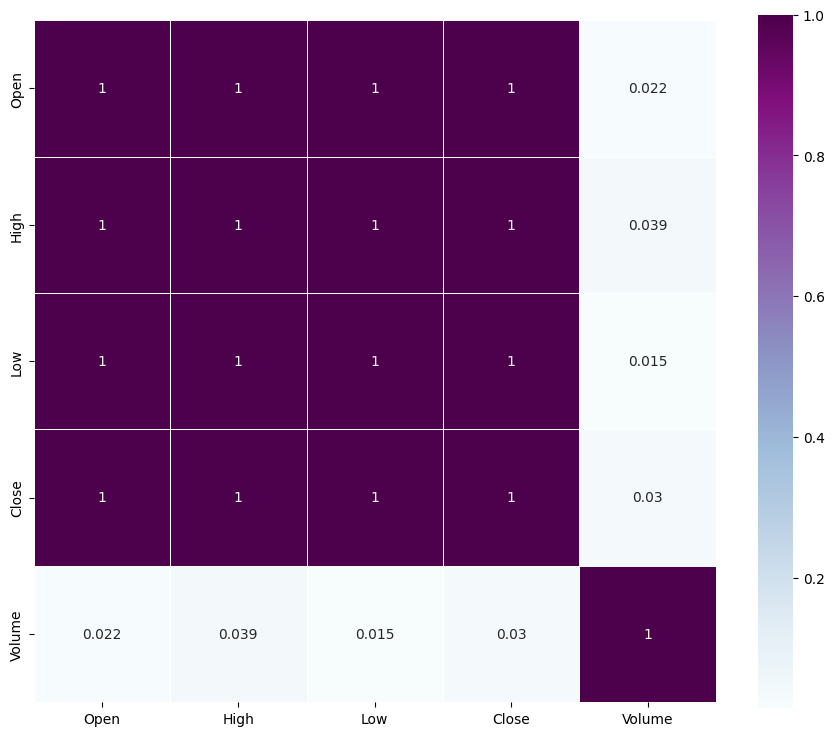 Open 1 1 1 1 0.022
High 1 1 1 1 0.039
Low 1 1 1 1 0.015
Close 1 1 1 1 0.03
Volume 0.022 0.039 0.015 0.03 1
Open High Low Close Volume
1.0
0.8
0.6
0.4
0.2